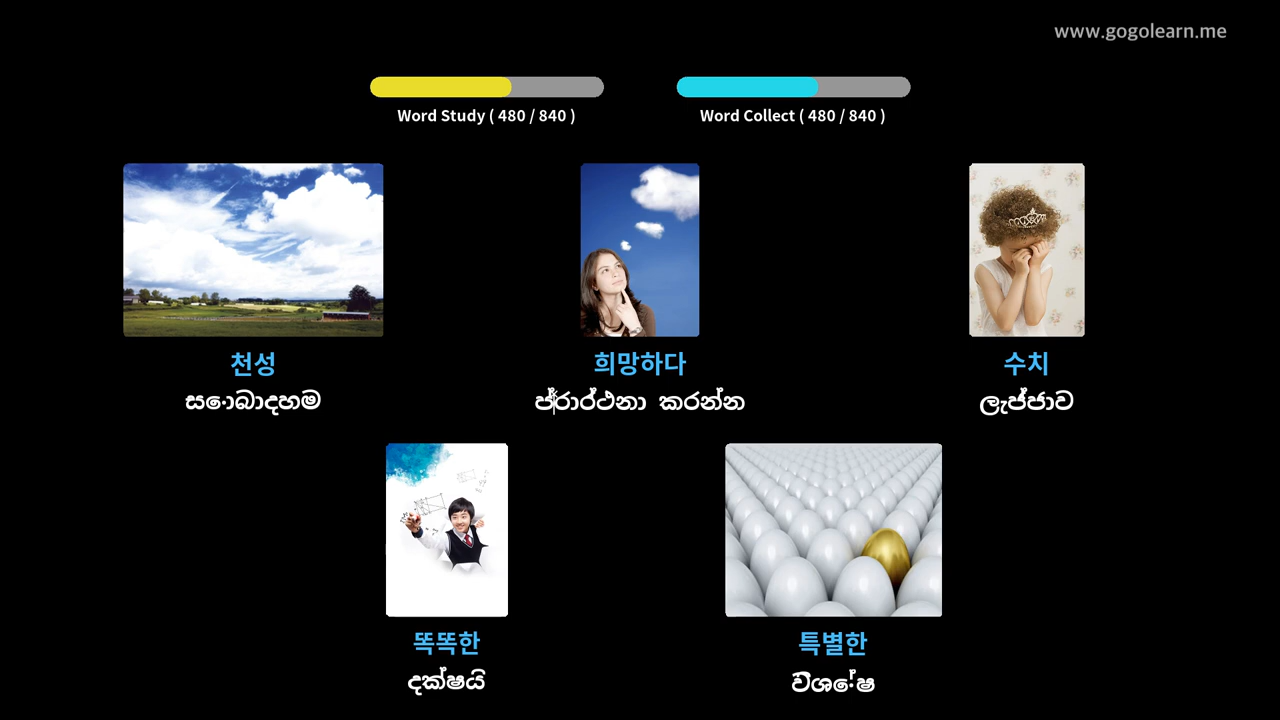 www.gogolearn.me
Word Study ( 480 / 840 )
Word Collect ( 480 / 840 )
천성
희망하다
수치
සොබාදහම
ප්‍රාර්ථනා කරන්න
ලැජ්ජාව
똑똑한
특별한
දක්ෂයි
විශේෂ